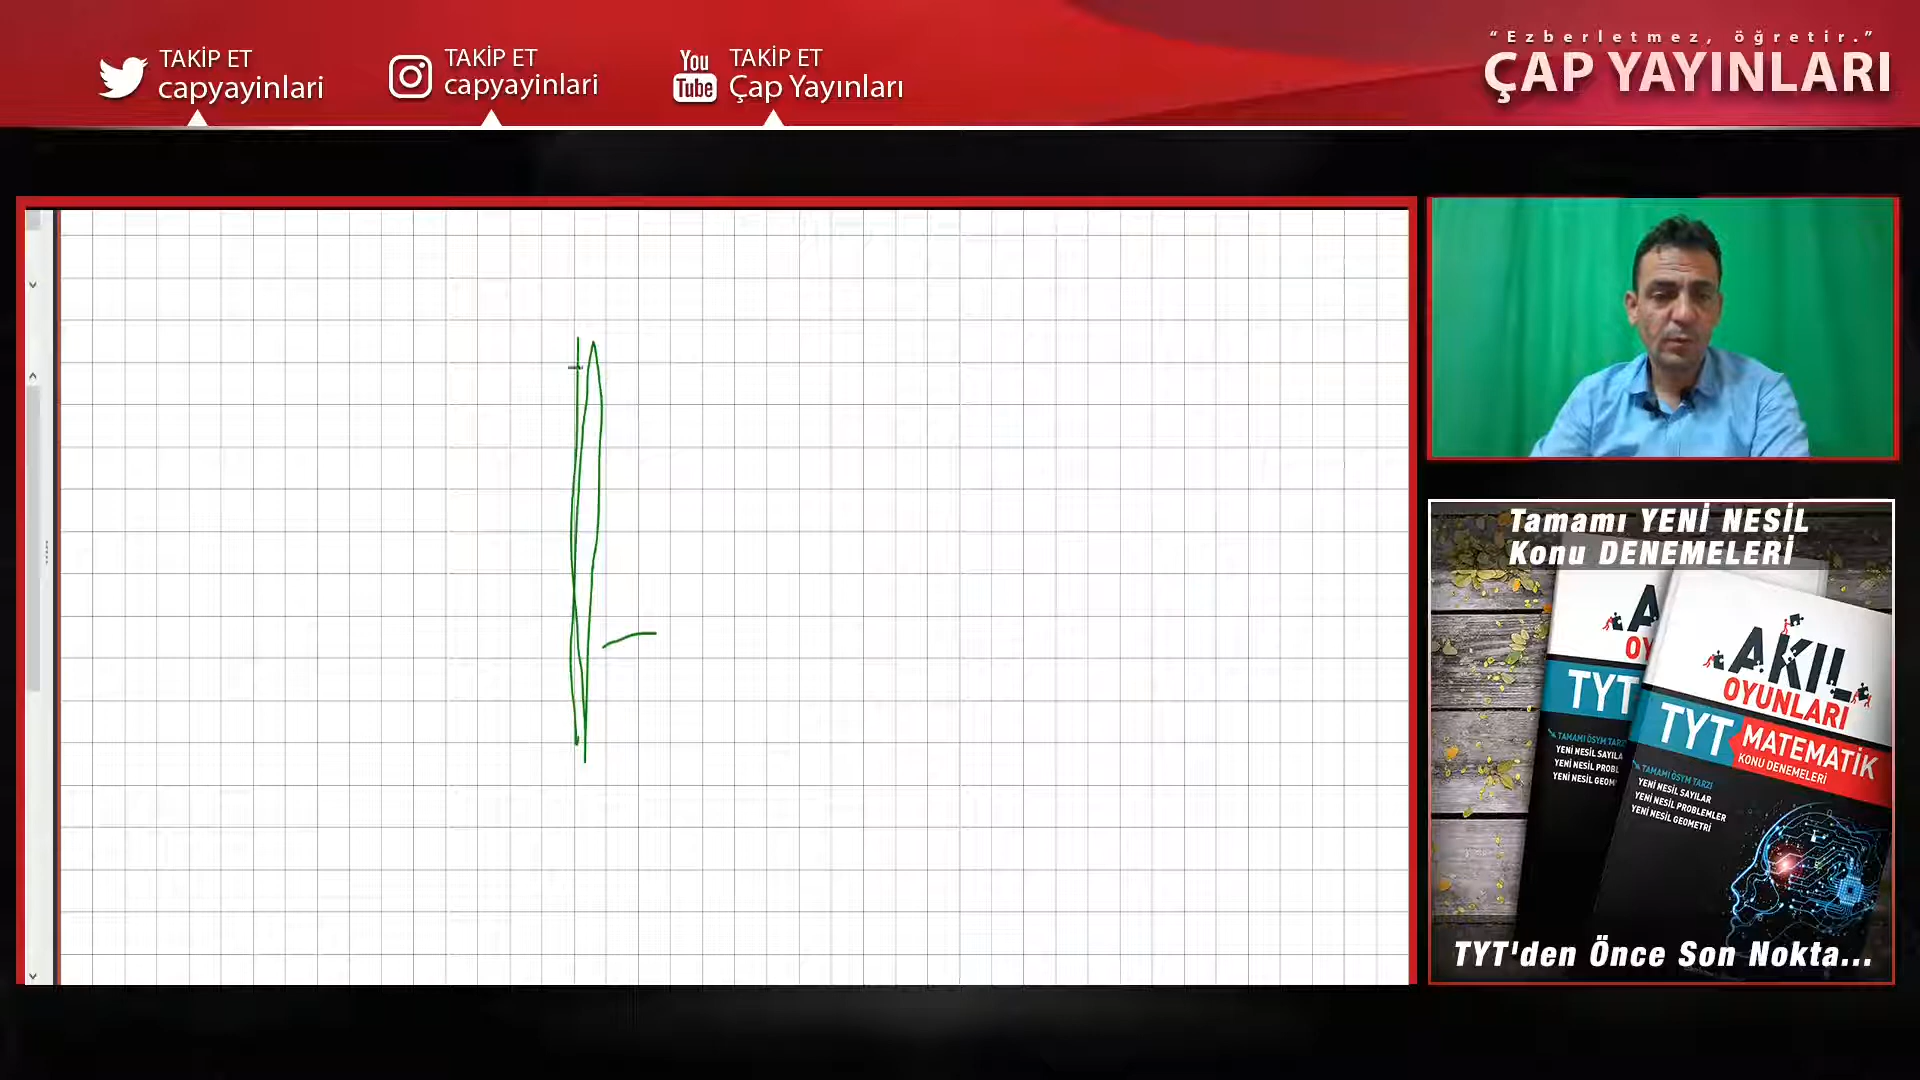 TAKİP ET
capyayinlari
TAKİP ET
capyayinlari
You
Tube
TAKİP ET
Çap Yayınları
“Ezberletmez, öğretir.”
ÇAP YAYINLARI
Tamamı YENİ NESİL
Konu DENEMELERİ
AKIL
OYUNLARI
TYT
MATEMATİK
KONU DENEMELERİ
TAMAMI ÖSYM TARZI
YENİ NESİL SAYILAR
YENİ NESİL PROBLEMLER
YENİ NESİL GEOMETRİ
TYT
TYT'den Önce Son Nokta...